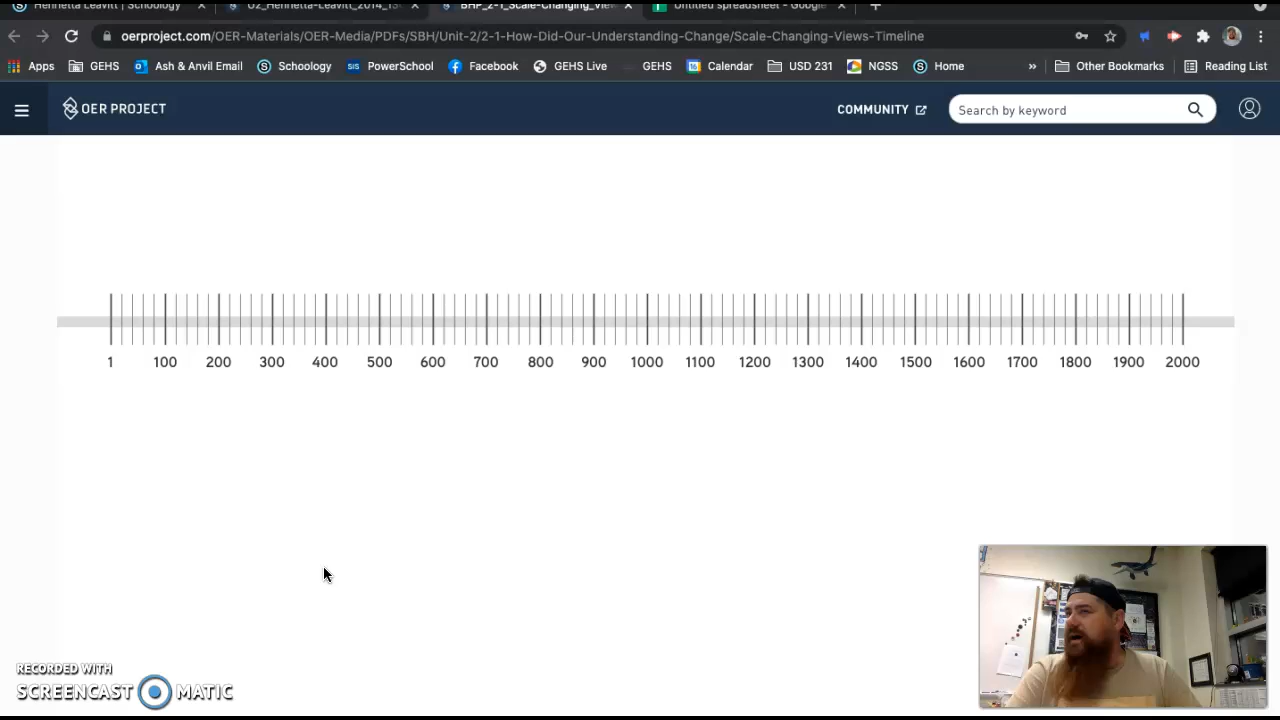 Henrietta Leavitt | Schoology
U2_Henrietta-Leavitt_2014_13
BHP_2-1_Scale-Changing_Vie
Untitled spreadsheet - Google
oerproject.com/OER-Materials/OER-Media/PDFs/SBH/Unit-2/2-1-How-Did-Our-Understanding-Change/Scale-Changing-Views-Timeline
Apps GEHS Ash & Anvil Email Schoology PowerSchool Facebook GEHS Live GEHS Calendar USD 231 NGSS Home » Other Bookmarks Reading List
OER PROJECT COMMUNITY Search by keyword
1 100 200 300 400 500 600 700 800 900 1000 1100 1200 1300 1400 1500 1600 1700 1800 1900 2000
RECORDED WITH
SCREENCAST MATIC